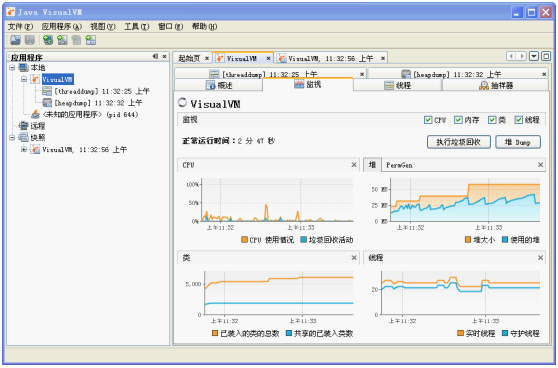 Java VisualVM
文件(F) 应用程序(A) 视图(V) 工具(T) 窗口(W) 帮助(H)
应用程序
本地
VisualVM
[threaddump] 11:32:25 上午
[heapdump] 11:32:32 上午
<未知的应用程序> (pid 644)
远程
快照
VisualVM, 11:32:56 上午
起始页 VisualVM VisualVM, 11:32:56 上午
[threaddump] 11:32:25 上午 [heapdump] 11:32:32 上午
概述 监视 线程 抽样器
VisualVM
监视 CPU 内存 类 线程
正常运行时间：2 分 47 秒 执行垃圾回收 堆 Dump
CPU
100%
50%
0%
上午11:32 上午11:33
CPU 使用情况 垃圾回收活动
堆 PermGen
50 MB
25 MB
0 MB
上午11:32 上午11:33
堆大小 使用的堆
类
5,000
0
上午11:32 上午11:33
已装入的类的总数 共享的已装入类数
线程
20
0
上午11:32 上午11:33
实时线程 守护线程